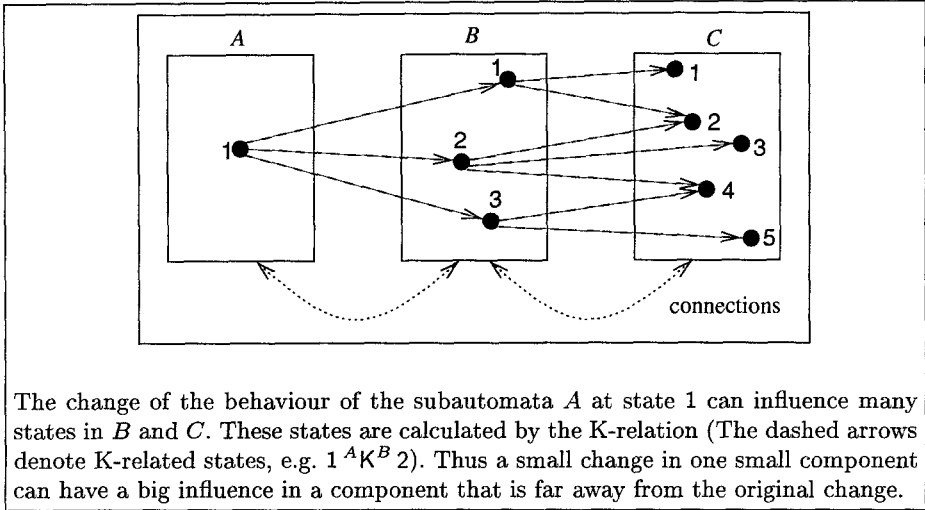 A B C
1 1
2
1 2 3
3 4
5
connections
The change of the behaviour of the subautomata A at state 1 can influence many
states in B and C. These states are calculated by the K-relation (The dashed arrows
denote K-related states, e.g. 1 ᴬKᴮ 2). Thus a small change in one small component
can have a big influence in a component that is far away from the original change.